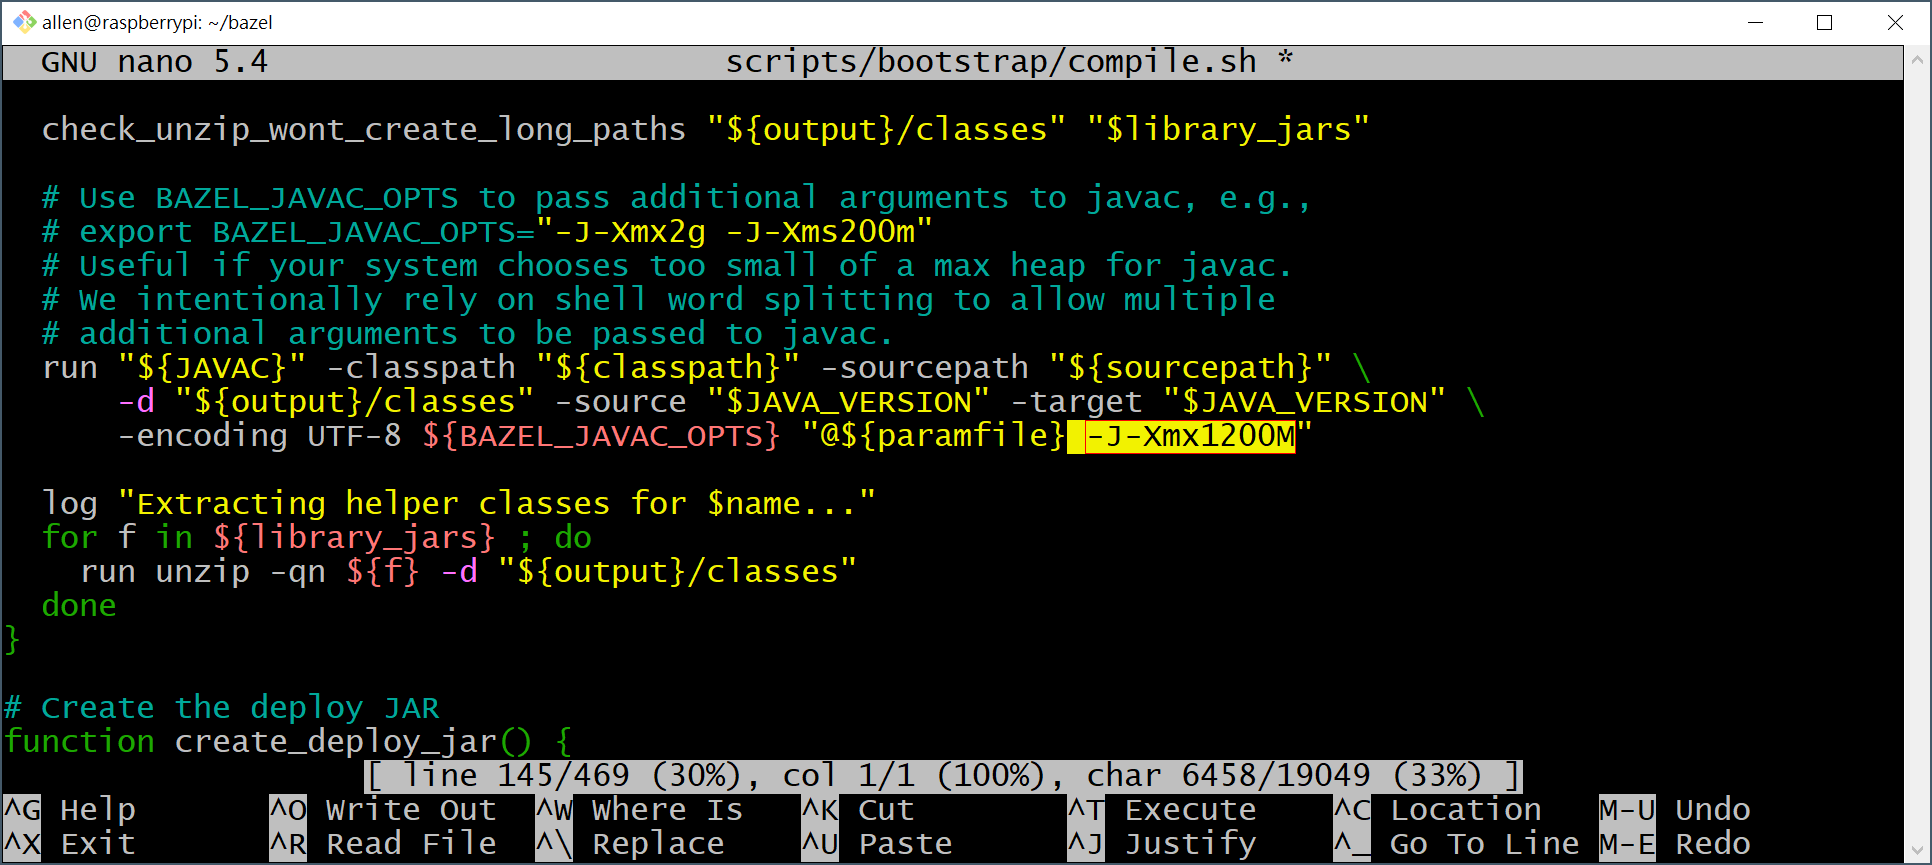 allen@raspberrypi: ~/bazel
GNU nano 5.4 scripts/bootstrap/compile.sh *
check_unzip_wont_create_long_paths "${output}/classes" "$library_jars"
# Use BAZEL_JAVAC_OPTS to pass additional arguments to javac, e.g.,
# export BAZEL_JAVAC_OPTS="-J-Xmx2g -J-Xms200m"
# Useful if your system chooses too small of a max heap for javac.
# We intentionally rely on shell word splitting to allow multiple
# additional arguments to be passed to javac.
run "${JAVAC}" -classpath "${classpath}" -sourcepath "${sourcepath}" \
-d "${output}/classes" -source "$JAVA_VERSION" -target "$JAVA_VERSION" \
-encoding UTF-8 ${BAZEL_JAVAC_OPTS} "@${paramfile} -J-Xmx1200M"
log "Extracting helper classes for $name..."
for f in ${library_jars} ; do
run unzip -qn ${f} -d "${output}/classes"
done
}
# Create the deploy JAR
function create_deploy_jar() {
[ line 145/469 (30%), col 1/1 (100%), char 6458/19049 (33%) ]
^G Help ^O Write Out ^W Where Is ^K Cut ^T Execute ^C Location M-U Undo
^X Exit ^R Read File ^\ Replace ^U Paste ^J Justify ^_ Go To Line M-E Redo